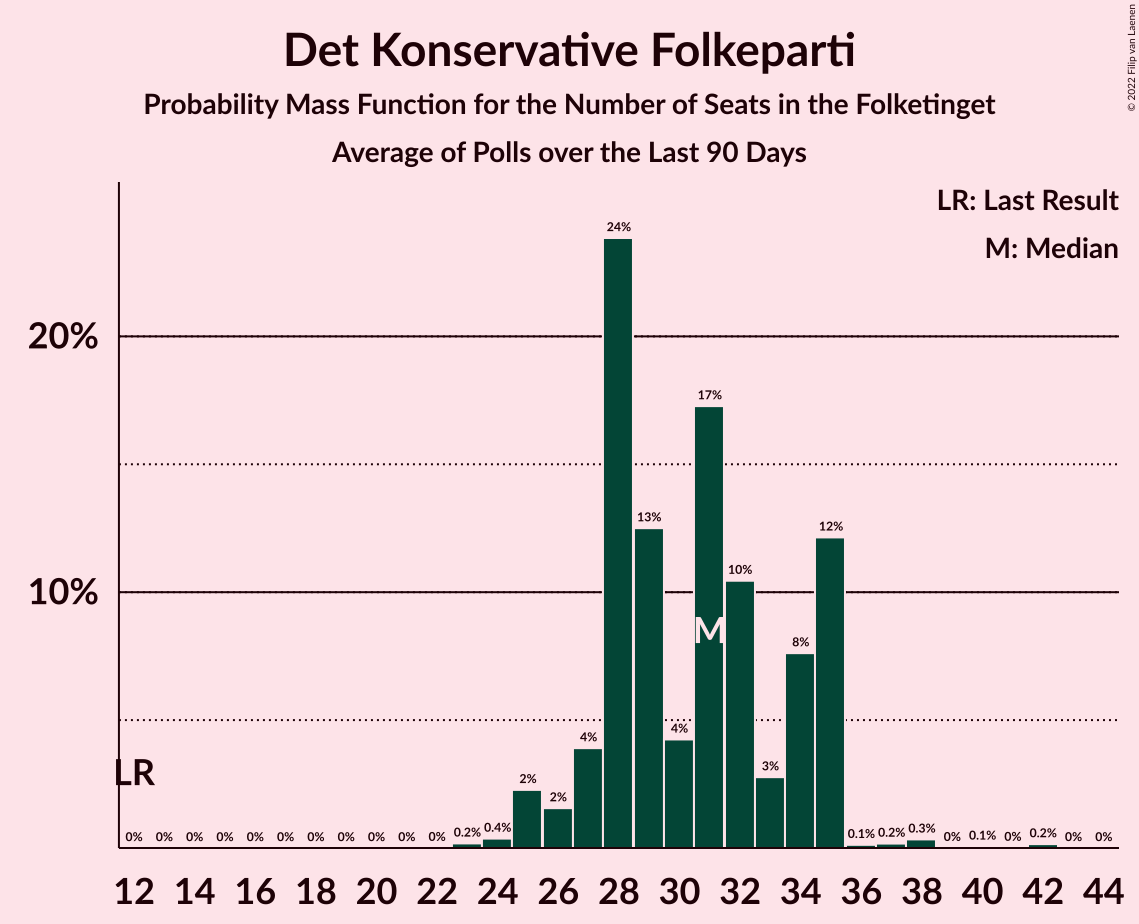 Det Konservative Folkeparti
Probability Mass Function for the Number of Seats in the Folketinget
Average of Polls over the Last 90 Days
© 2022 Filip van Laenen
LR: Last Result
M: Median
20%
10%
24%
17%
13%
12%
10%
8%
4%
4%
3%
2%
2%
M
LR
0% 0% 0% 0% 0% 0% 0% 0% 0% 0% 0% 0.2% 0.4% 0.1% 0.2% 0.3% 0% 0.1% 0% 0.2% 0% 0%
12 14 16 18 20 22 24 26 28 30 32 34 36 38 40 42 44